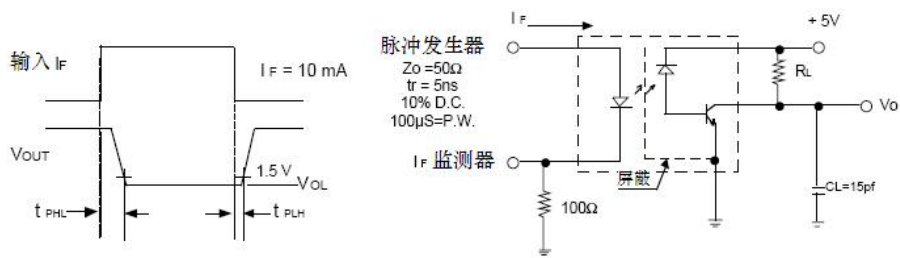 输入 IF
IF = 10 mA
VOUT
1.5 V
VOL
t PHL
t PLH
IF
脉冲发生器
Zo =50Ω
tr = 5ns
10% D.C.
100μS=P.W.
IF 监测器
100Ω
屏蔽
+ 5V
RL
Vo
CL=15pf